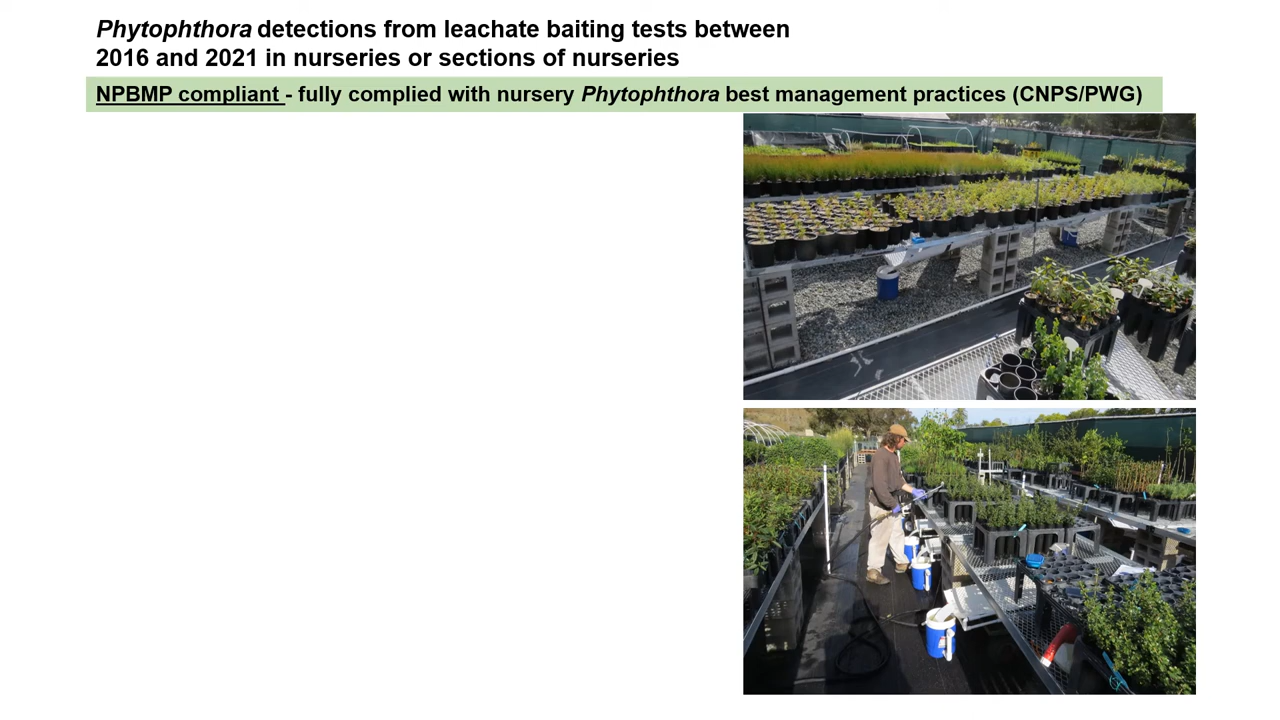 Phytophthora detections from leachate baiting tests between
2016 and 2021 in nurseries or sections of nurseries
NPBMP compliant - fully complied with nursery Phytophthora best management practices (CNPS/PWG)